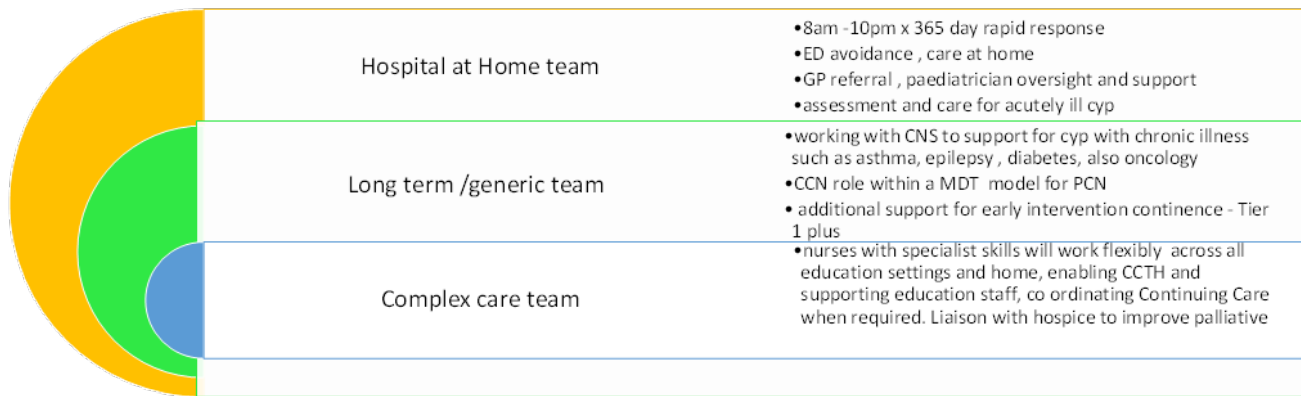 Hospital at Home team
•8am -10pm x 365 day rapid response
•ED avoidance , care at home
•GP referral , paediatrician oversight and support
•assessment and care for acutely ill cyp
Long term /generic team
•working with CNS to support for cyp with chronic illness
such as asthma, epilepsy , diabetes, also oncology
•CCN role within a MDT model for PCN
• additional support for early intervention continence - Tier
1 plus
Complex care team
•nurses with specialist skills will work flexibly across all
education settings and home, enabling CCTH and
supporting education staff, co ordinating Continuing Care
when required. Liaison with hospice to improve palliative